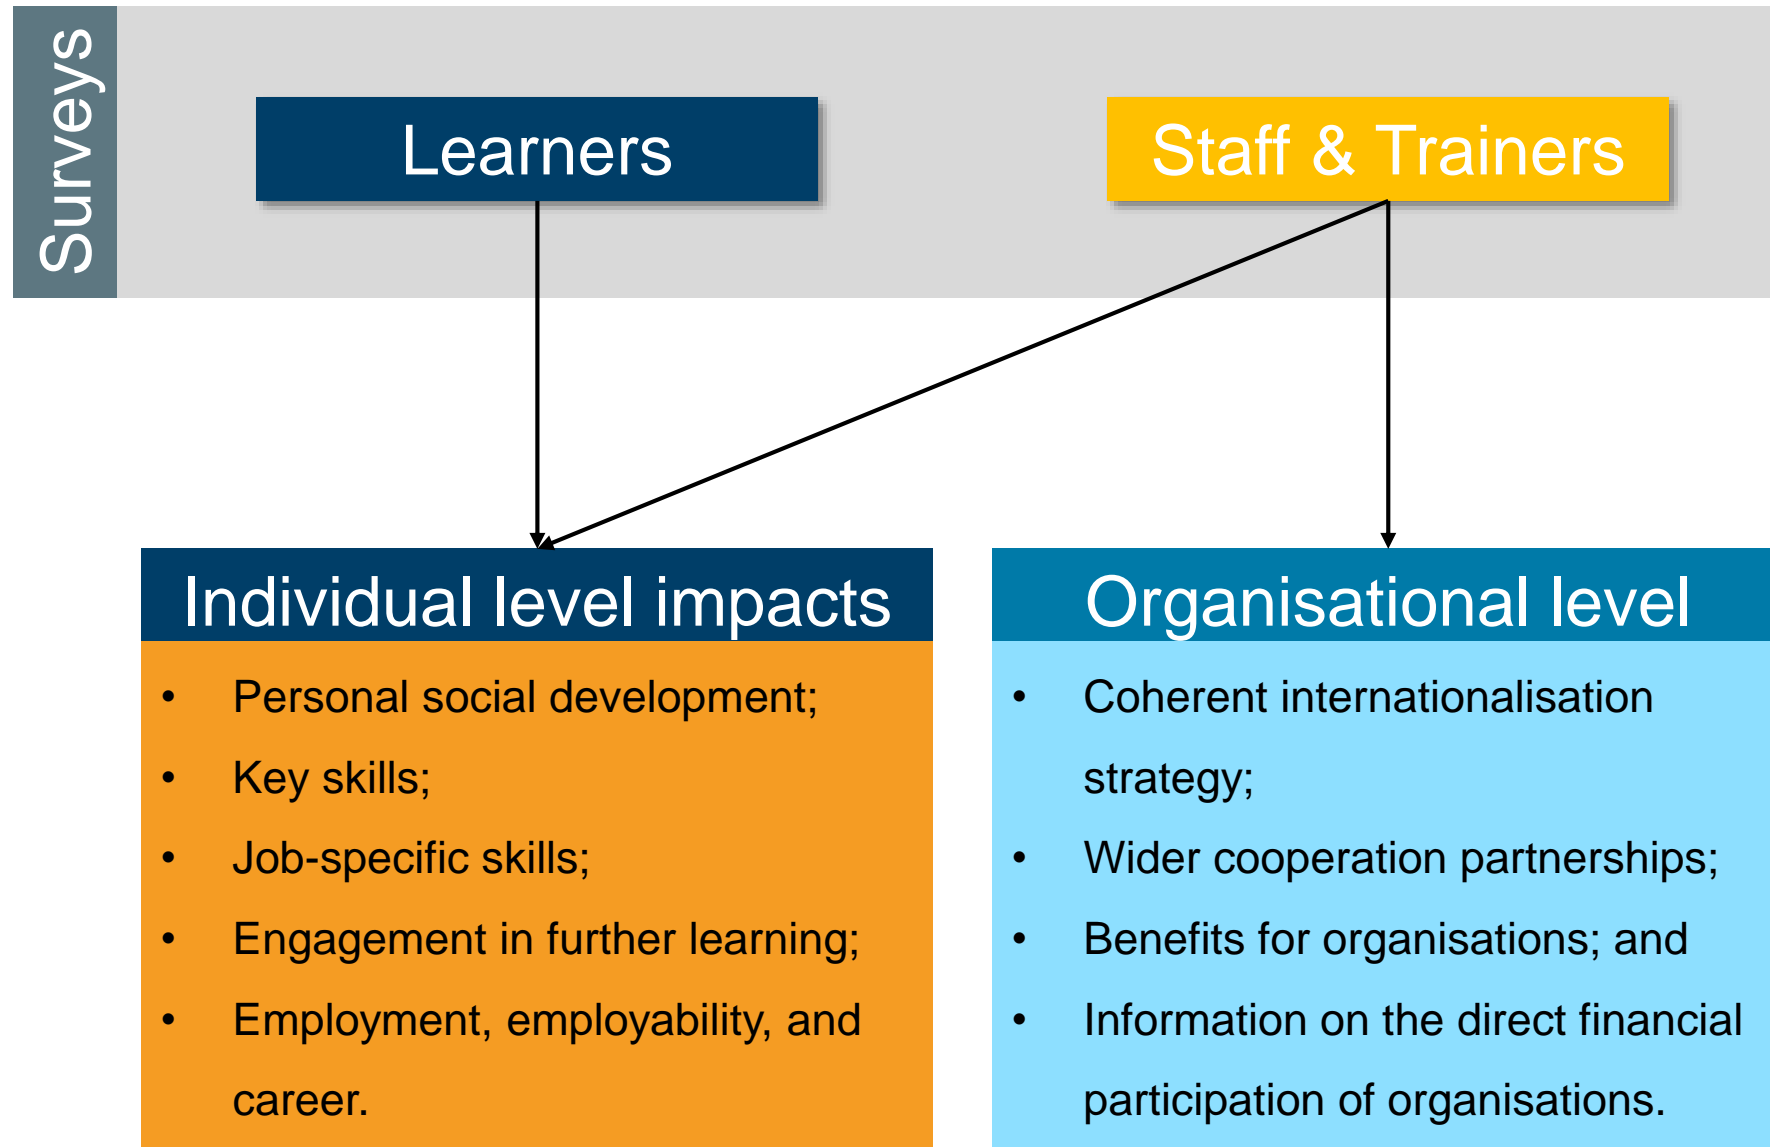 Surveys
Learners
Staff & Trainers
Individual level impacts
• Personal social development;
• Key skills;
• Job-specific skills;
• Engagement in further learning;
• Employment, employability, and
career.
Organisational level
• Coherent internationalisation
strategy;
• Wider cooperation partnerships;
• Benefits for organisations; and
• Information on the direct financial
participation of organisations.